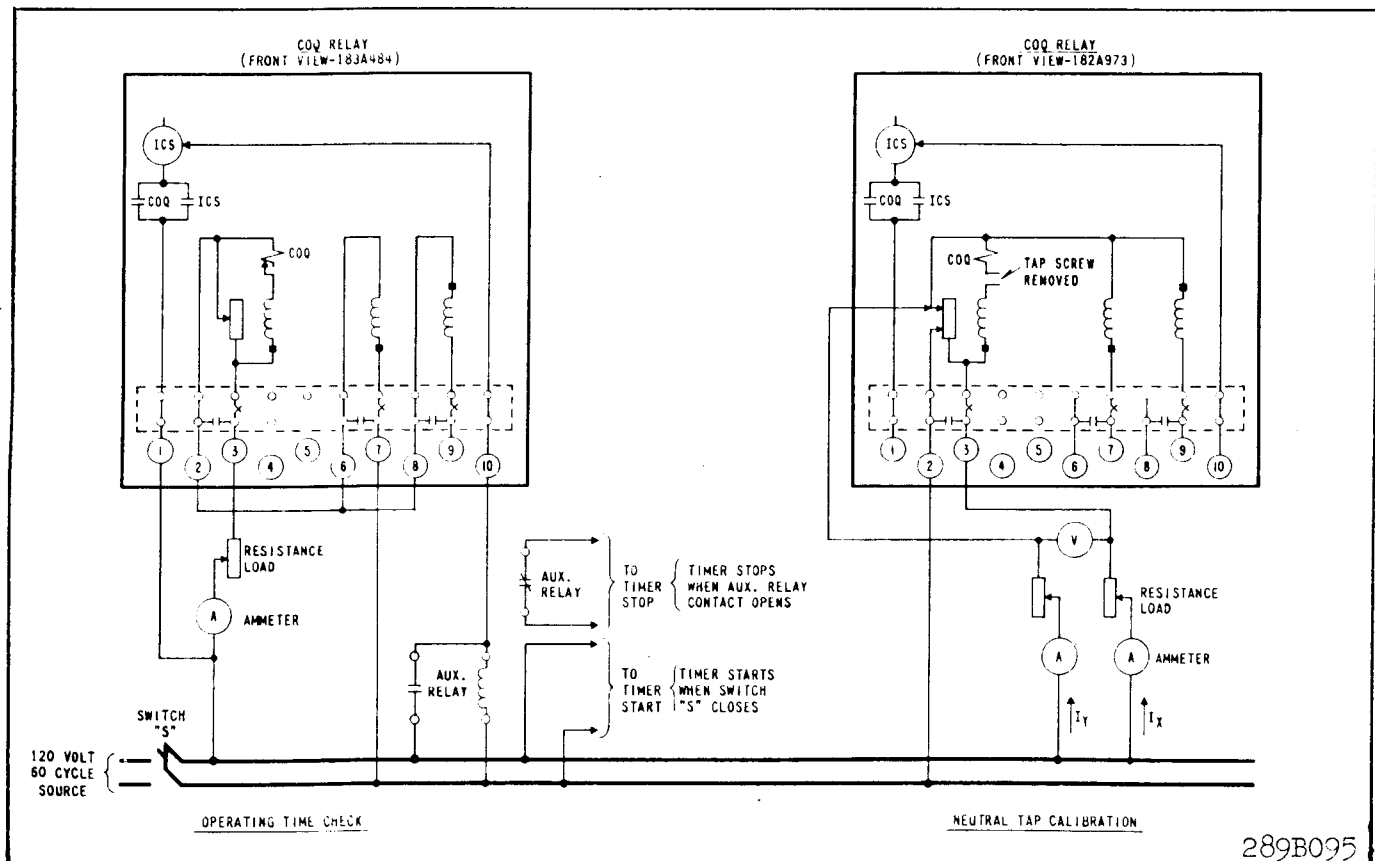 COQ RELAY
(FRONT VIEW-183A484)
ICS
COQ
ICS
COQ
1
2
3
4
5
6
7
8
9
10
RESISTANCE
LOAD
A
AMMETER
AUX.
RELAY
AUX.
RELAY
TO
TIMER
STOP
TIMER STOPS
WHEN AUX. RELAY
CONTACT OPENS
TO
TIMER
START
TIMER STARTS
WHEN SWITCH
"S" CLOSES
SWITCH
"S"
120 VOLT
60 CYCLE
SOURCE
OPERATING TIME CHECK
COQ RELAY
(FRONT VIEW-182A973)
ICS
COQ
ICS
COQ
TAP SCREW
REMOVED
1
2
3
4
5
6
7
8
9
10
V
RESISTANCE
LOAD
A
A
AMMETER
IY
IX
NEUTRAL TAP CALIBRATION
289B095